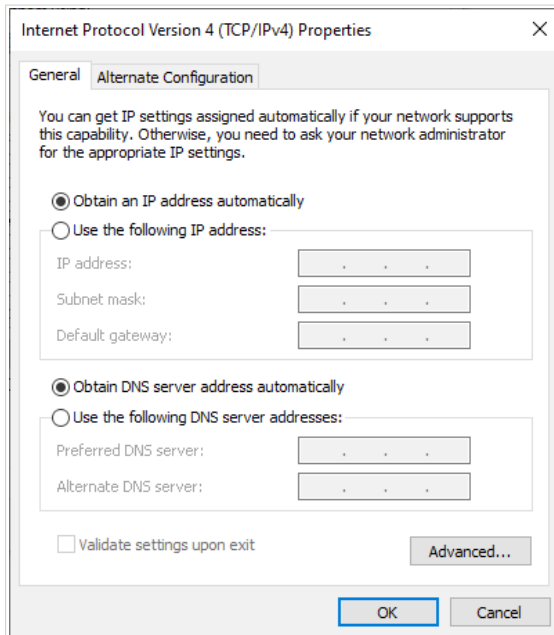 Internet Protocol Version 4 (TCP/IPv4) Properties
General
Alternate Configuration
You can get IP settings assigned automatically if your network supports
this capability. Otherwise, you need to ask your network administrator
for the appropriate IP settings.
Obtain an IP address automatically
Use the following IP address:
IP address:
Subnet mask:
Default gateway:
Obtain DNS server address automatically
Use the following DNS server addresses:
Preferred DNS server:
Alternate DNS server:
Validate settings upon exit
Advanced...
OK
Cancel